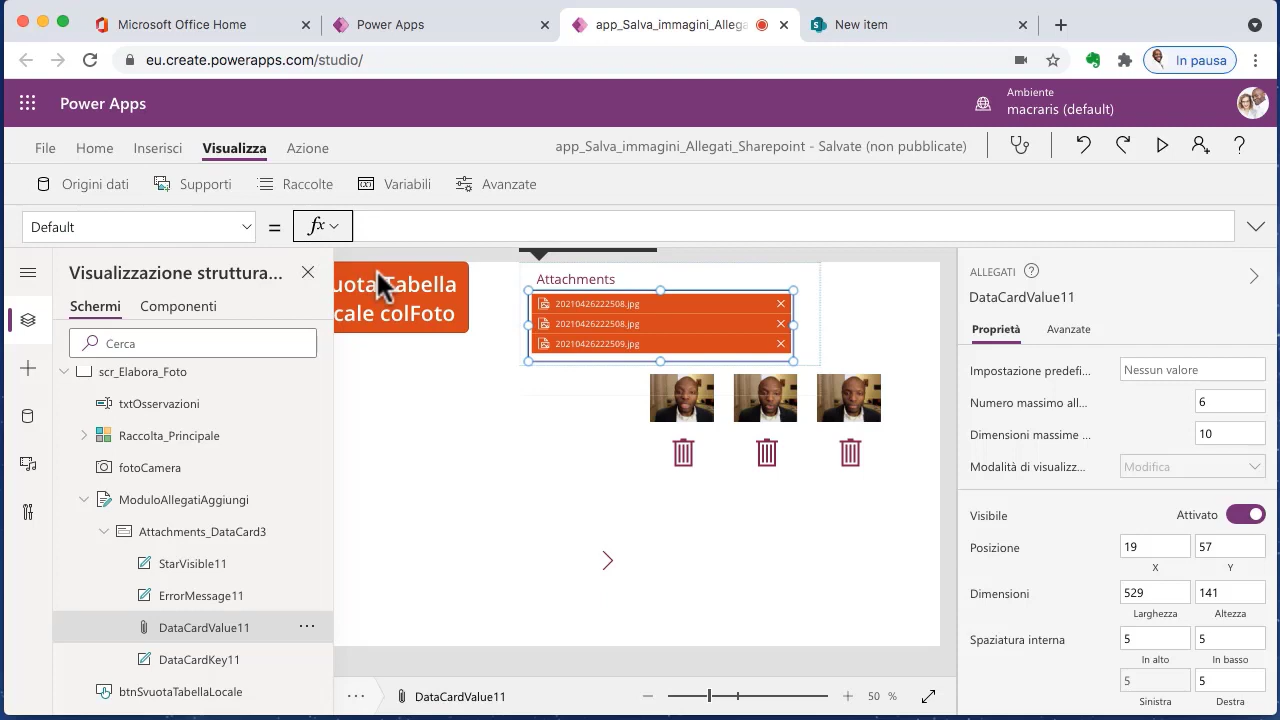 Microsoft Office Home
Power Apps
app_Salva_immagini_Allega
New item
eu.create.powerapps.com/studio/
In pausa
Power Apps
Ambiente
macraris (default)
File
Home
Inserisci
Visualizza
Azione
app_Salva_immagini_Allegati_Sharepoint - Salvate (non pubblicate)
Origini dati
Supporti
Raccolte
Variabili
Avanzate
Default
=
fx
Visualizzazione struttura...
Schermi
Componenti
Cerca
scr_Elabora_Foto
txtOsservazioni
Raccolta_Principale
fotoCamera
ModuloAllegatiAggiungi
Attachments_DataCard3
StarVisible11
ErrorMessage11
DataCardValue11
DataCardKey11
btnSvuotaTabellaLocale
uota Tabella
cale colFoto
Attachments
20210426222508.jpg
20210426222508.jpg
20210426222509.jpg
DataCardValue11
50 %
ALLEGATI
DataCardValue11
Proprietà
Avanzate
Impostazione predefi... Nessun valore
Numero massimo all... 6
Dimensioni massime ... 10
Modalità di visualizz... Modifica
Visibile Attivato
Posizione 19 57
X Y
Dimensioni 529 141
Larghezza Altezza
Spaziatura interna 5 5
In alto In basso
5 5
Sinistra Destra